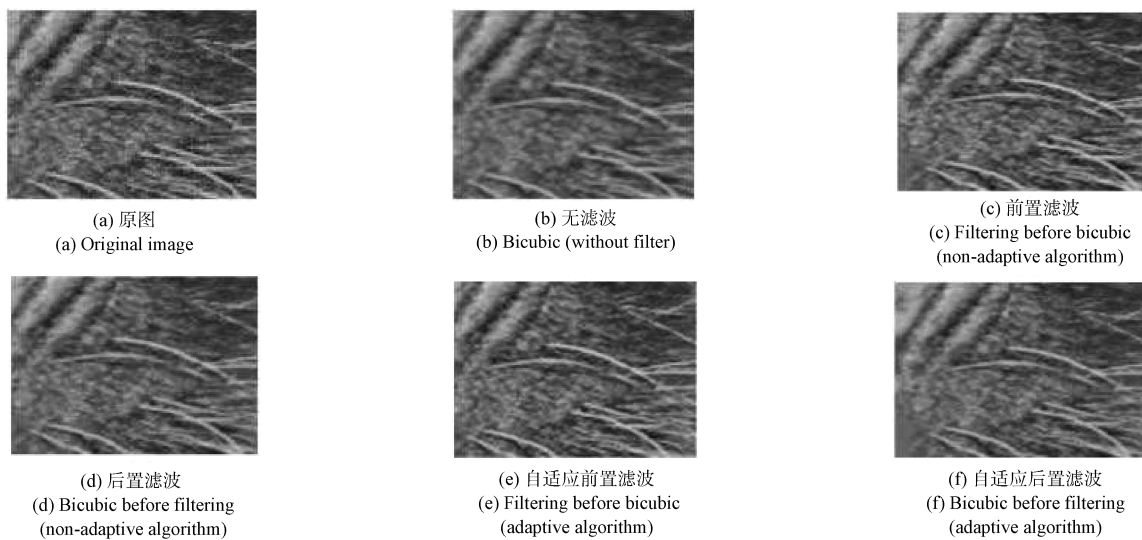 (a) 原图
(a) Original image
(b) 无滤波
(b) Bicubic (without filter)
(c) 前置滤波
(c) Filtering before bicubic
(non-adaptive algorithm)
(d) 后置滤波
(d) Bicubic before filtering
(non-adaptive algorithm)
(e) 自适应前置滤波
(e) Filtering before bicubic
(adaptive algorithm)
(f) 自适应后置滤波
(f) Bicubic before filtering
(adaptive algorithm)